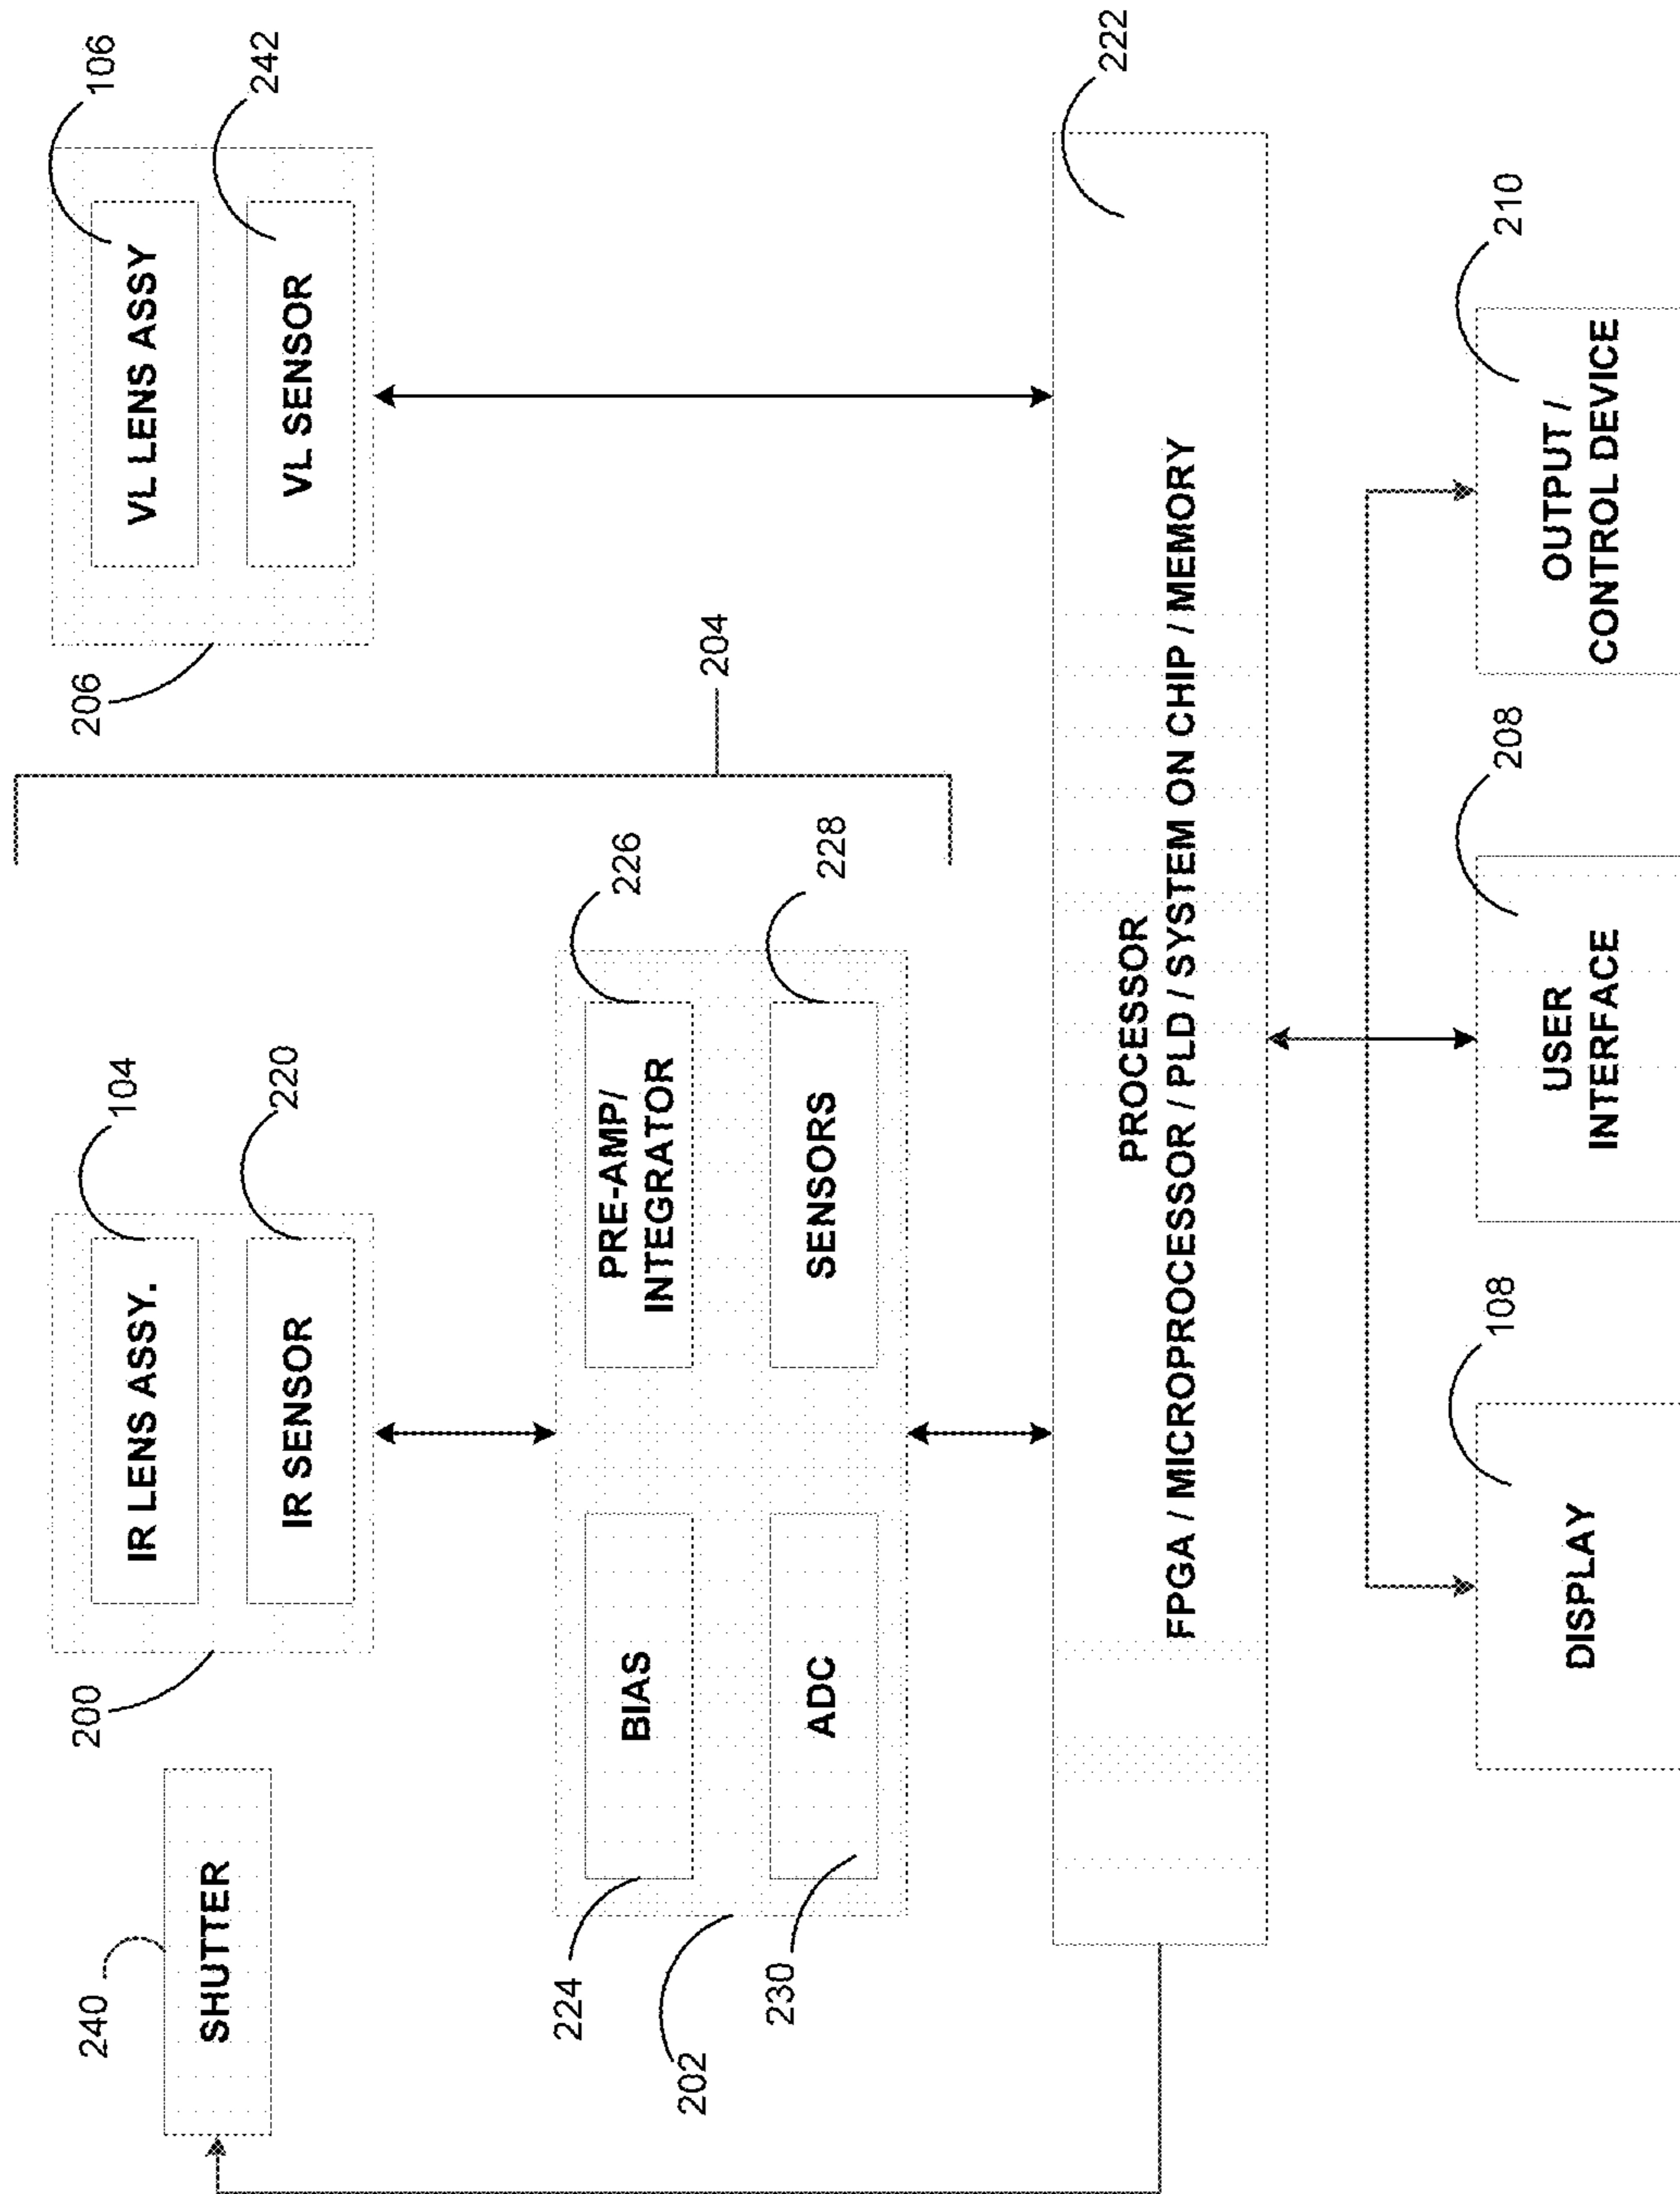 240
SHUTTER
200
IR LENS ASSY.
104
IR SENSOR
220
206
VL LENS ASSY
106
VL SENSOR
242
204
224
BIAS
PRE-AMP/
INTEGRATOR
226
202
230
ADC
SENSORS
228
PROCESSOR
FPGA / MICROPROCESSOR / PLD / SYSTEM ON CHIP / MEMORY
222
DISPLAY
108
USER
INTERFACE
208
OUTPUT /
CONTROL DEVICE
210